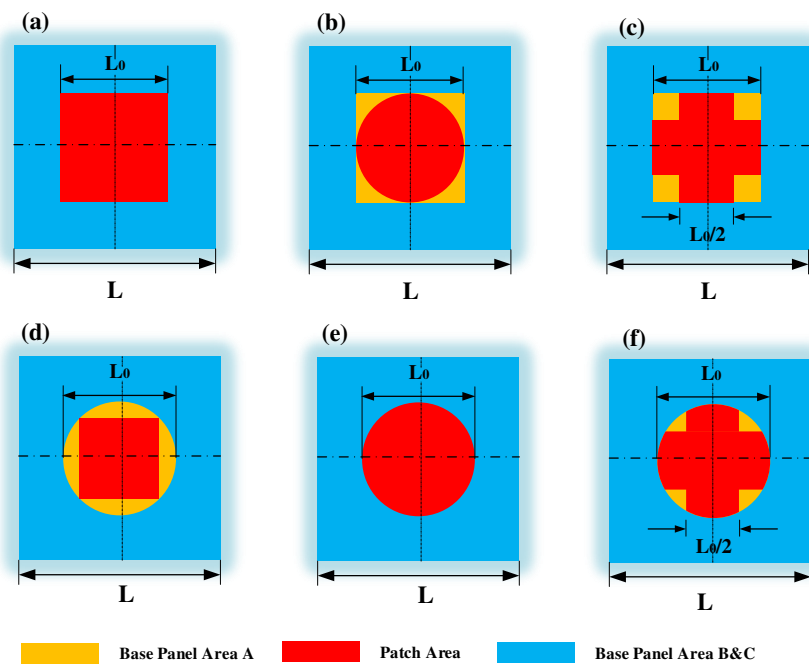 (a) (b) (c)
L₀ L₀ L₀
L₀/2
L L L
(d) (e) (f)
L₀ L₀ L₀
L₀/2
L L L
Base Panel Area A Patch Area Base Panel Area B&C